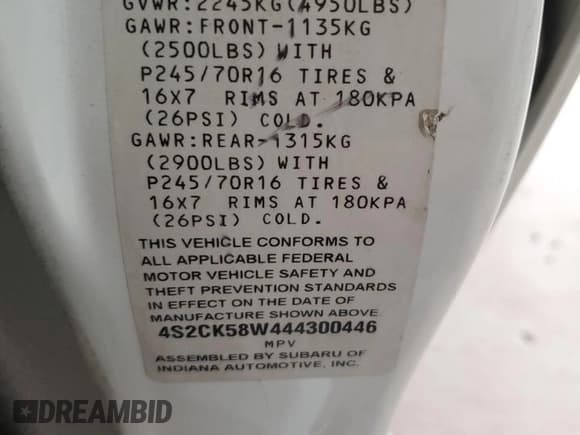 GVWR:2245KG(4950LBS)
GAWR:FRONT-1135KG
(2500LBS) WITH
P245/70R16 TIRES &
16X7 RIMS AT 180KPA
(26PSI) COLD.
GAWR:REAR-1315KG
(2900LBS) WITH
P245/70R16 TIRES &
16X7 RIMS AT 180KPA
(26PSI) COLD.
THIS VEHICLE CONFORMS TO
ALL APPLICABLE FEDERAL
MOTOR VEHICLE SAFETY AND
THEFT PREVENTION STANDARDS
IN EFFECT ON THE DATE OF
MANUFACTURE SHOWN ABOVE
4S2CK58W444300446
MPV
ASSEMBLED BY SUBARU OF
INDIANA AUTOMOTIVE, INC.
DREAMBID